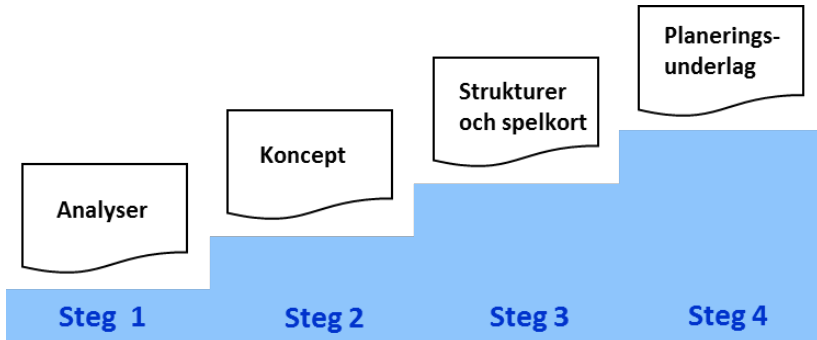 Analyser
Steg 1
Koncept
Steg 2
Strukturer
och spelkort
Steg 3
Planerings-
underlag
Steg 4